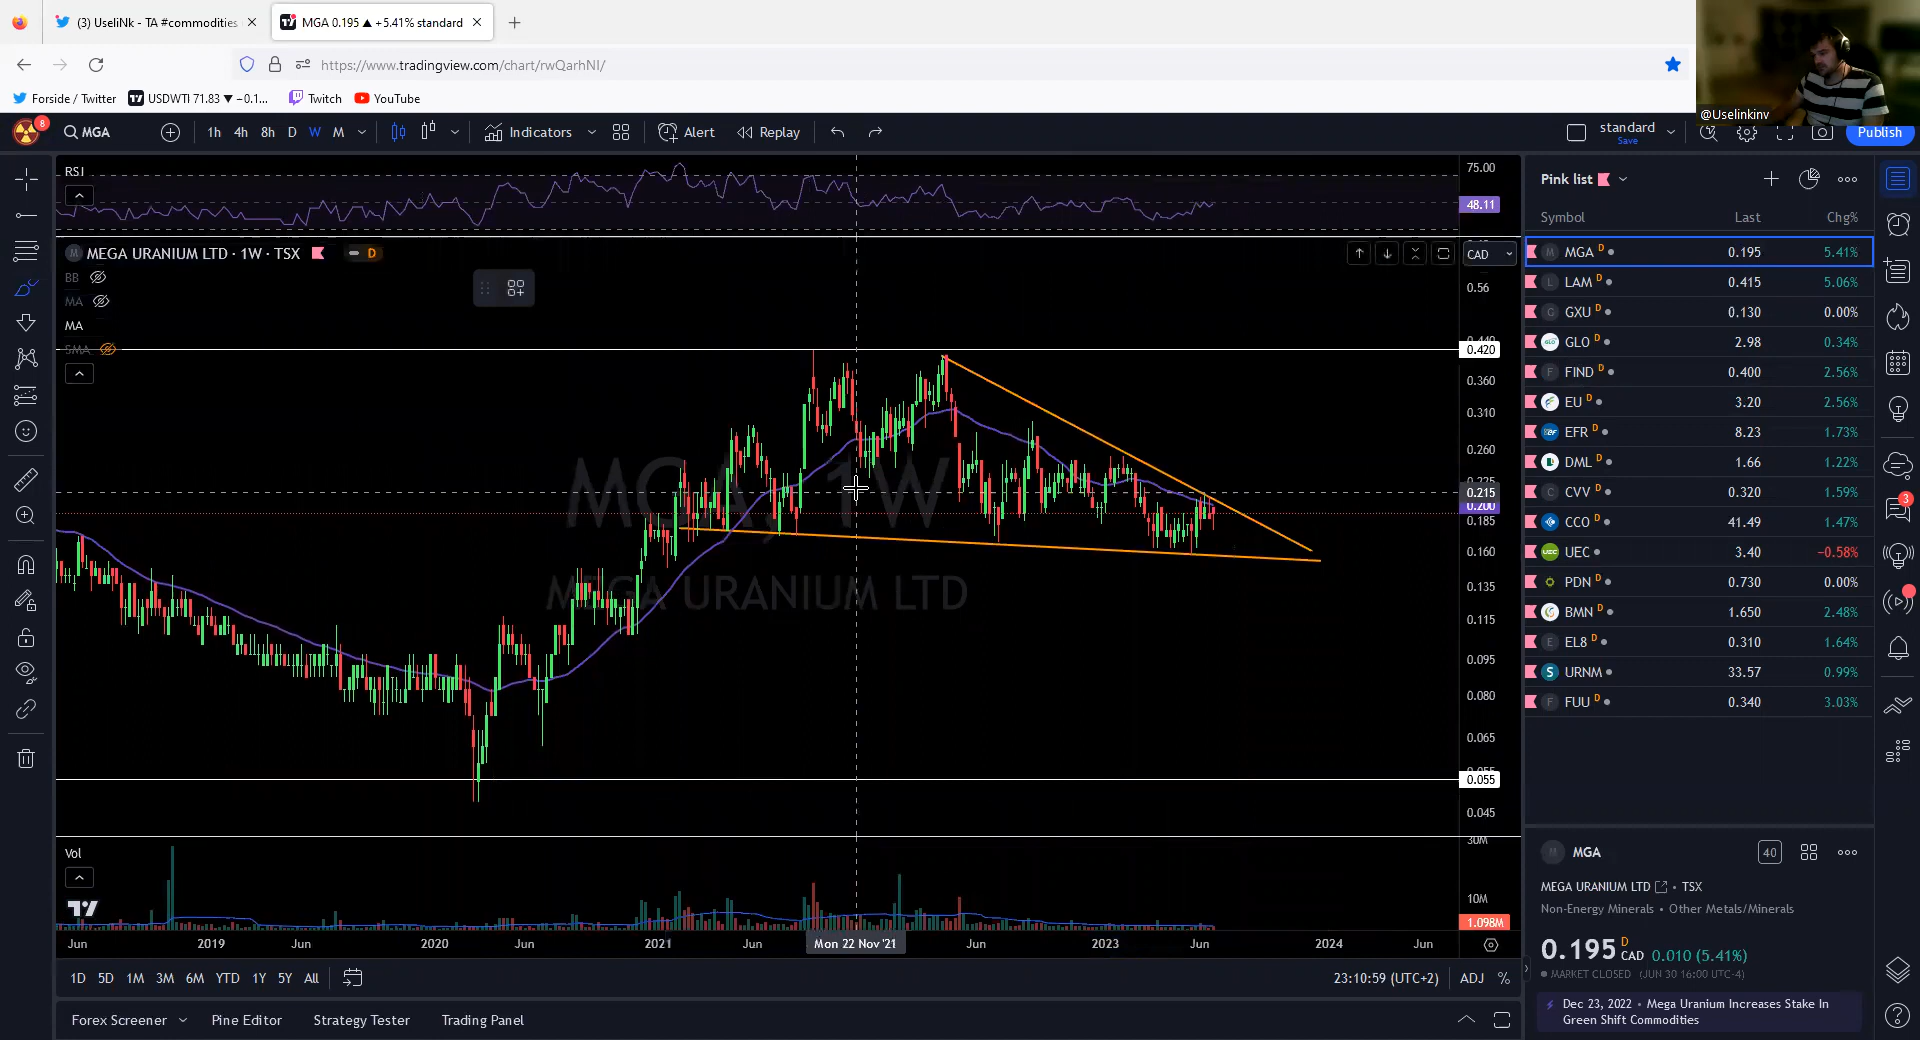 (3) UseliNk - TA #commodities
MGA 0.195 ▲ +5.41% standard
https://www.tradingview.com/chart/rwQarhNI/
Forside / Twitter
USDWTI 71.83 ▼ −0.1...
Twitch
YouTube
@Uselinkinv
8
MGA
1h 4h 8h D W M
Indicators
Alert
Replay
standard
Save
Publish
RSI
75.00
48.11
MEGA URANIUM LTD · 1W · TSX
D
CAD
BB
MA
MA
SMA
0.56
0.420
0.360
0.310
0.260
0.215
0.200
0.185
0.160
0.135
0.115
0.095
0.080
0.065
0.055
0.045
MGA, 1W
MEGA URANIUM LTD
Vol
30M
10M
1.098M
Jun 2019 Jun 2020 Jun 2021 Jun Mon 22 Nov '21 Jun 2023 Jun 2024 Jun
1D 5D 1M 3M 6M YTD 1Y 5Y All
23:10:59 (UTC+2)
ADJ %
Forex Screener
Pine Editor
Strategy Tester
Trading Panel
Pink list
Symbol Last Chg%
MGA D 0.195 5.41%
LAM D 0.415 5.06%
GXU D 0.130 0.00%
GLO D 2.98 0.34%
FIND D 0.400 2.56%
EU D 3.20 2.56%
EFR D 8.23 1.73%
DML D 1.66 1.22%
CVV D 0.320 1.59%
CCO D 41.49 1.47%
UEC 3.40 −0.58%
PDN D 0.730 0.00%
BMN D 1.650 2.48%
EL8 D 0.310 1.64%
URNM 33.57 0.99%
FUU D 0.340 3.03%
3
MGA
40
MEGA URANIUM LTD • TSX
Non-Energy Minerals • Other Metals/Minerals
0.195 D CAD 0.010 (5.41%)
MARKET CLOSED (JUN 30 16:00 UTC-4)
Dec 23, 2022 • Mega Uranium Increases Stake In
Green Shift Commodities